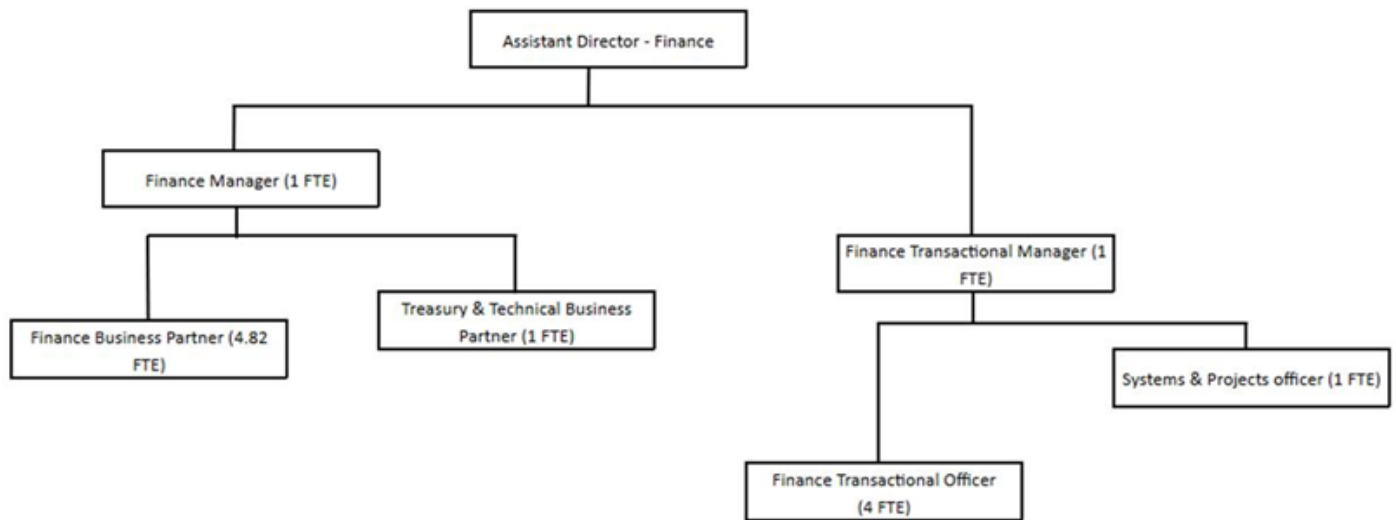 Assistant Director - Finance
Finance Manager (1 FTE)
Finance Transactional Manager (1
FTE)
Treasury & Technical Business
Partner (1 FTE)
Finance Business Partner (4.82
FTE)
Systems & Projects officer (1 FTE)
Finance Transactional Officer
(4 FTE)